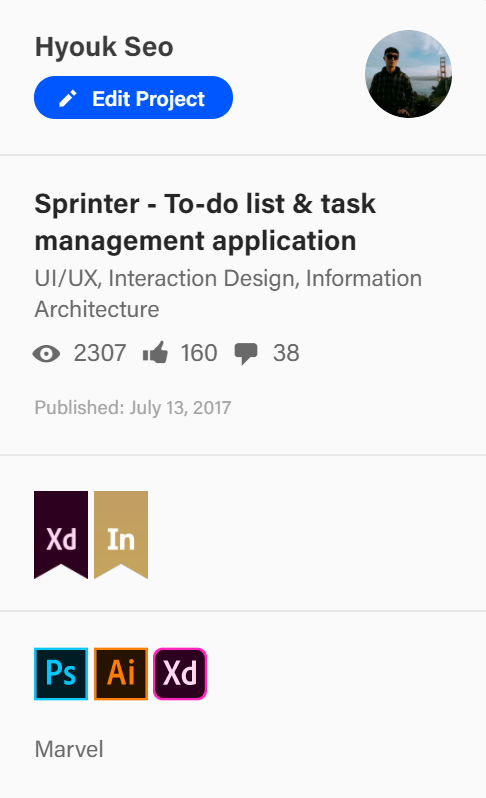 Hyouk Seo
Edit Project
Sprinter - To-do list & task
management application
UI/UX, Interaction Design, Information
Architecture
2307 160 38
Published: July 13, 2017
Xd In
Ps Ai Xd
Marvel